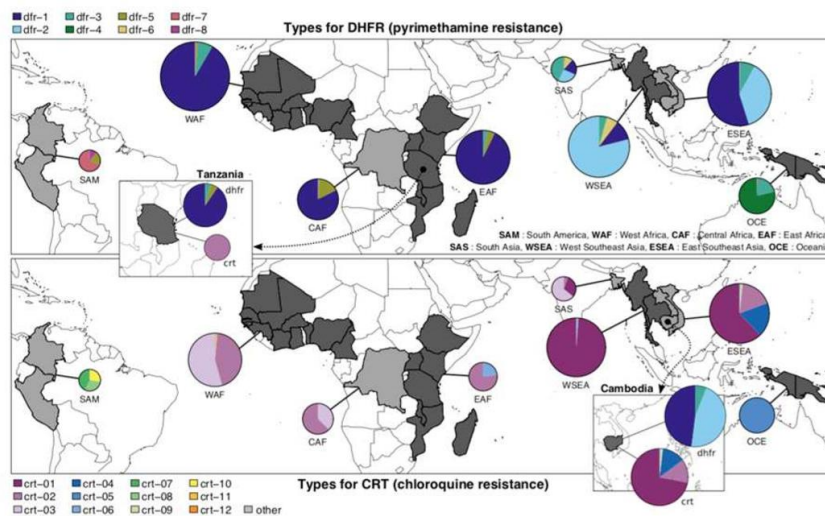 dfr-1 dfr-3 dfr-5 dfr-7
dfr-2 dfr-4 dfr-6 dfr-8
Types for DHFR (pyrimethamine resistance)
WAF
SAS
ESEA
WSEA
SAM
Tanzania
dhfr
crt
CAF
EAF
OCE
SAM : South America, WAF : West Africa, CAF : Central Africa, EAF : East Africa
SAS : South Asia, WSEA : West Southeast Asia, ESEA : East Southeast Asia, OCE : Oceania
SAS
ESEA
WSEA
WAF
SAM
EAF
CAF
Cambodia
dhfr
crt
OCE
Types for CRT (chloroquine resistance)
crt-01 crt-04 crt-07 crt-10
crt-02 crt-05 crt-08 crt-11
crt-03 crt-06 crt-09 crt-12 other